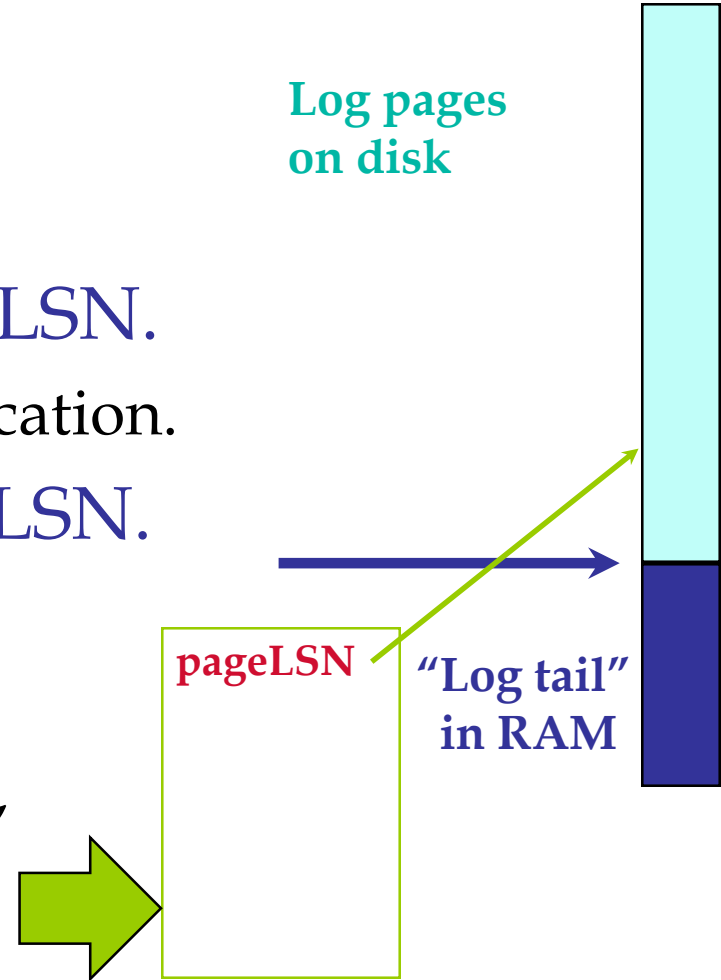 Log pages
on disk
LSN.
cation.
LSN.
pageLSN
“Log tail”
in RAM